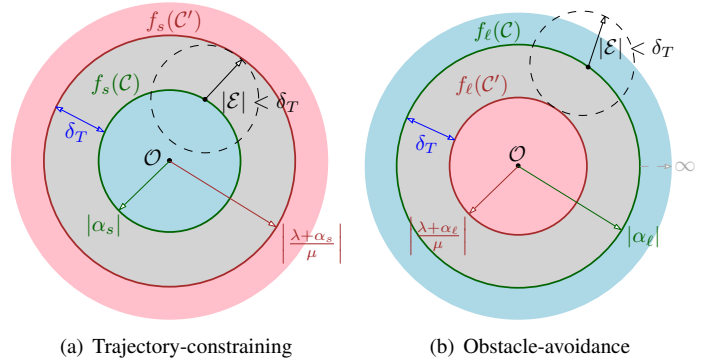 f_s(𝒞′)
f_s(𝒞)
|ℰ| < δ_T
δ_T
𝒪
|α_s|
|λ+α_s / μ|
(a) Trajectory-constraining
f_ℓ(𝒞)
|ℰ| < δ_T
f_ℓ(𝒞′)
δ_T
𝒪
∞
|λ+α_ℓ / μ|
|α_ℓ|
(b) Obstacle-avoidance